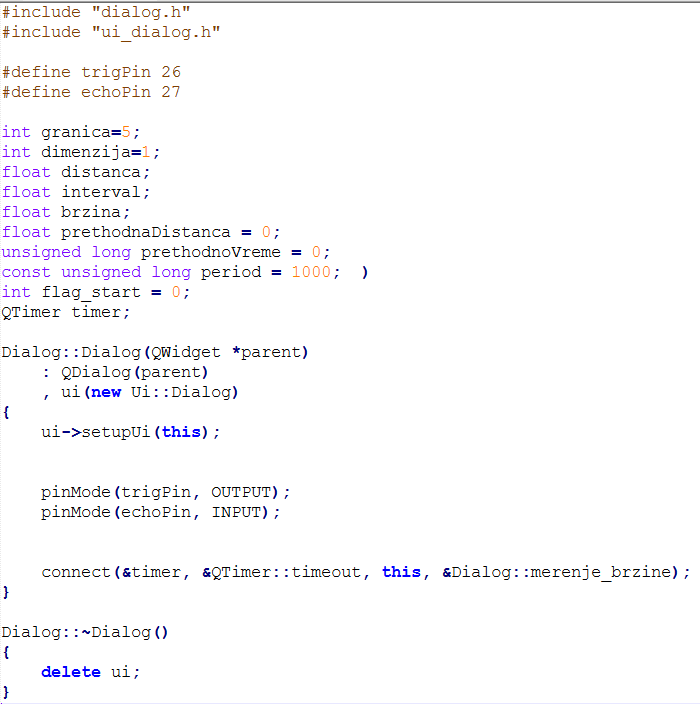 #include "dialog.h"
#include "ui_dialog.h"
#define trigPin 26
#define echoPin 27
int granica=5;
int dimenzija=1;
float distanca;
float interval;
float brzina;
float prethodnaDistanca = 0;
unsigned long prethodnoVreme = 0;
const unsigned long period = 1000;  )
int flag_start = 0;
QTimer timer;
Dialog::Dialog(QWidget *parent)
    : QDialog(parent)
    , ui(new Ui::Dialog)
{
    ui->setupUi(this);
    pinMode(trigPin, OUTPUT);
    pinMode(echoPin, INPUT);
    connect(&timer, &QTimer::timeout, this, &Dialog::merenje_brzine);
}
Dialog::~Dialog()
{
    delete ui;
}